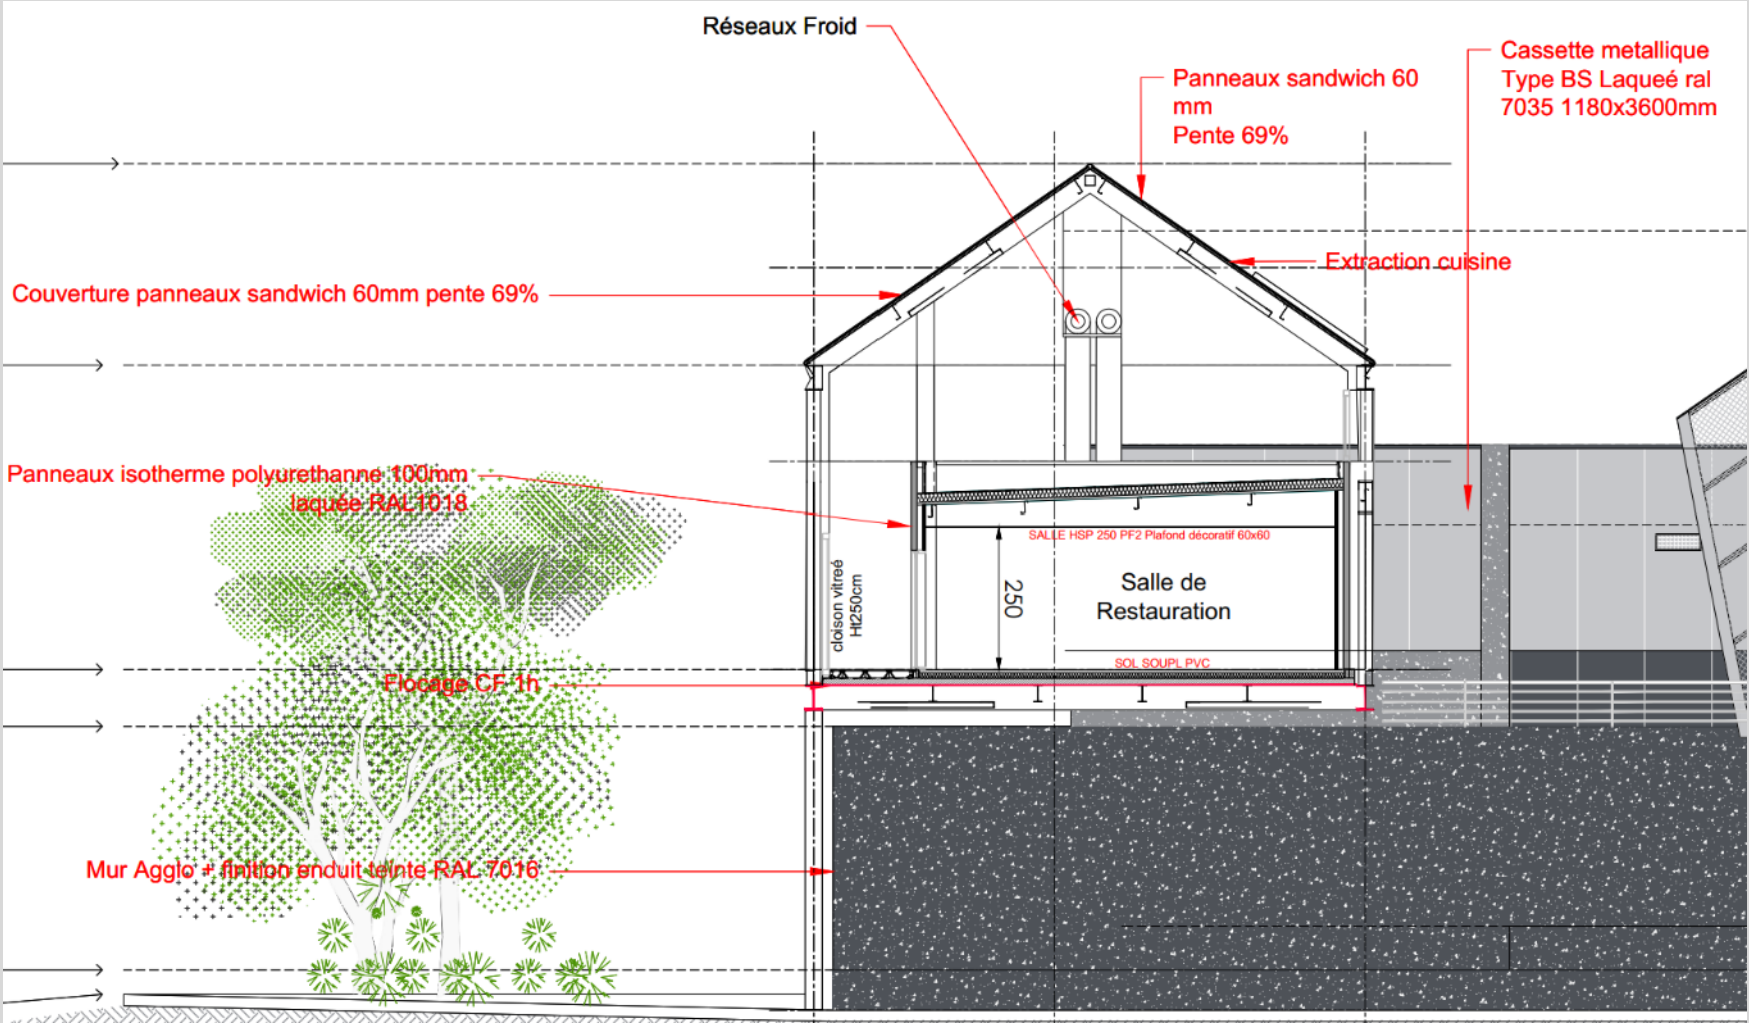 Réseaux Froid
Cassette metallique
Type BS Laqueé ral
7035 1180x3600mm
Panneaux sandwich 60
mm
Pente 69%
Extraction cuisine
Couverture panneaux sandwich 60mm pente 69%
Panneaux isotherme polyurethanne 100mm
laquée RAL1018
SALLE HSP 250 PF2 Plafond décoratif 60x60
cloison vitreé
Ht250cm
250
Salle de
Restauration
SOL SOUPL PVC
Flocage CF 1h
Mur Agglo + finition enduit teinte RAL 7016